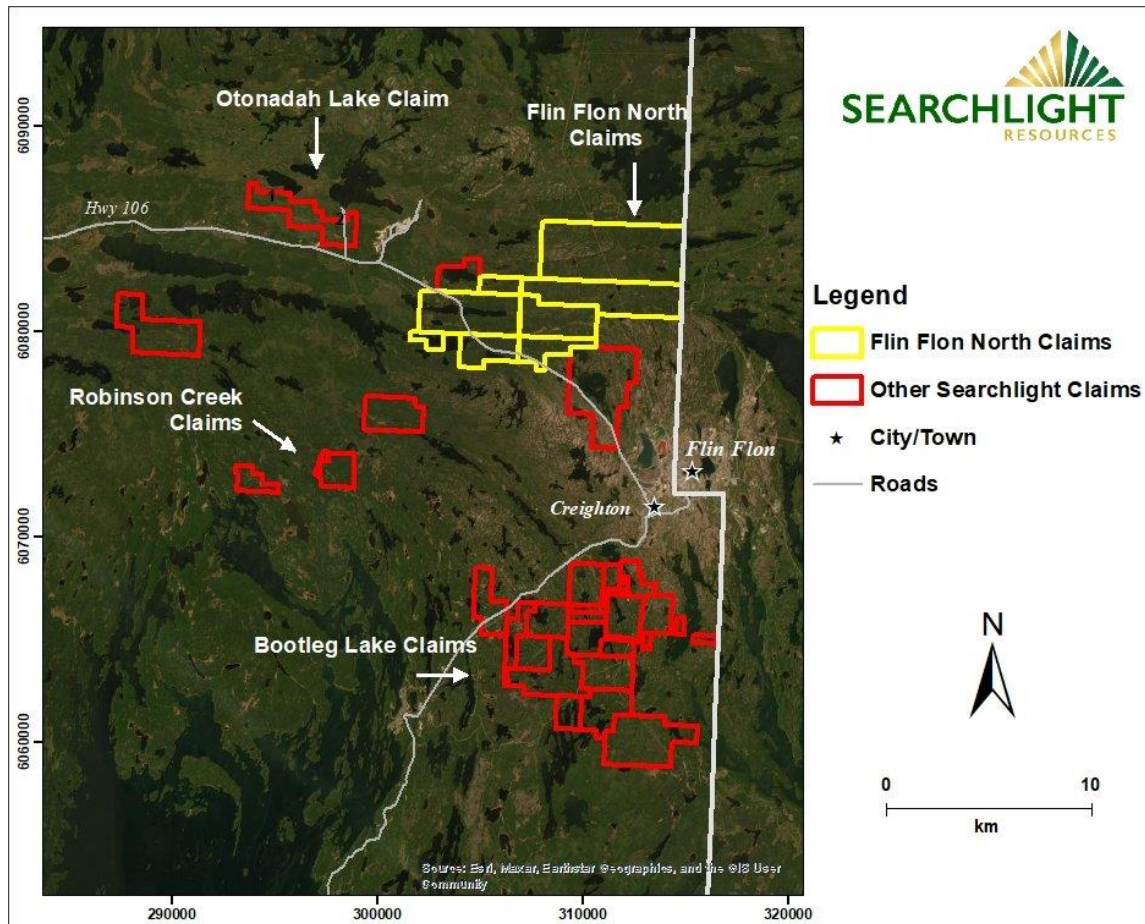 SEARCHLIGHT
RESOURCES
Otonadah Lake Claim
Flin Flon North
Claims
Hwy 106
1
2
Robinson Creek
Claims
Flin Flon
Creighton
Bootleg Lake Claims
Source: Esri, Maxar, Earthstar Geographics, and the GIS User
Community
6090000
6080000
6070000
6060000
290000
300000
310000
320000
Legend
Flin Flon North Claims
Other Searchlight Claims
City/Town
Roads
N
0
10
km